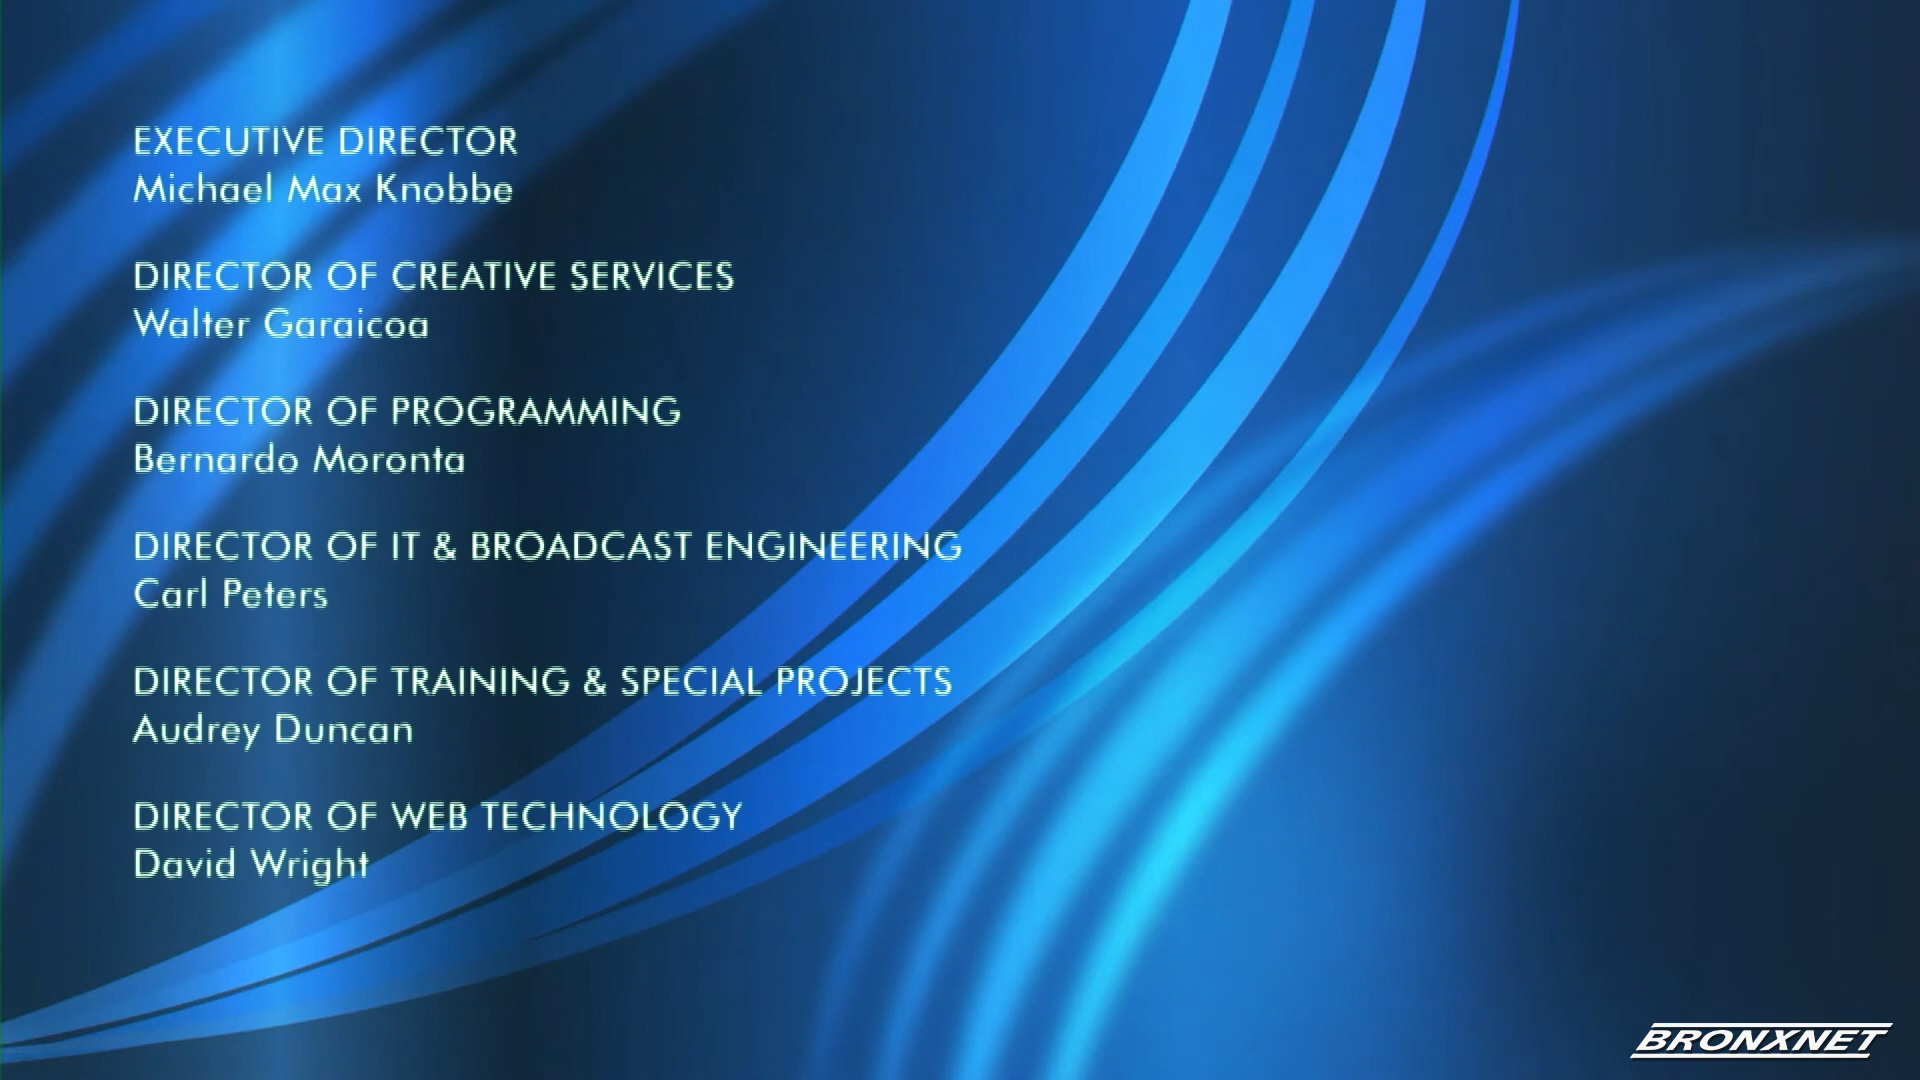 EXECUTIVE DIRECTOR
Michael Max Knobbe
DIRECTOR OF CREATIVE SERVICES
Walter Garaicoa
DIRECTOR OF PROGRAMMING
Bernardo Moronta
DIRECTOR OF IT & BROADCAST ENGINEERING
Carl Peters
DIRECTOR OF TRAINING & SPECIAL PROJECTS
Audrey Duncan
DIRECTOR OF WEB TECHNOLOGY
David Wright
BRONXNET